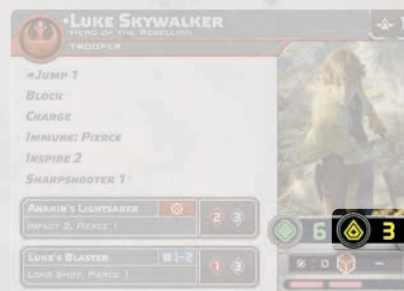 •LUKE SKYWALKER
HERO OF THE REBELLION
TROOPER
1
•JUMP 1
BLOCK
CHARGE
IMMUNE: PIERCE
INSPIRE 2
SHARPSHOOTER 1
ANAKIN'S LIGHTSABER
IMPACT 2, PIERCE 1
2 3
6 3
LUKE'S BLASTER 1-2
LONG SHOT, PIERCE 1
1 3